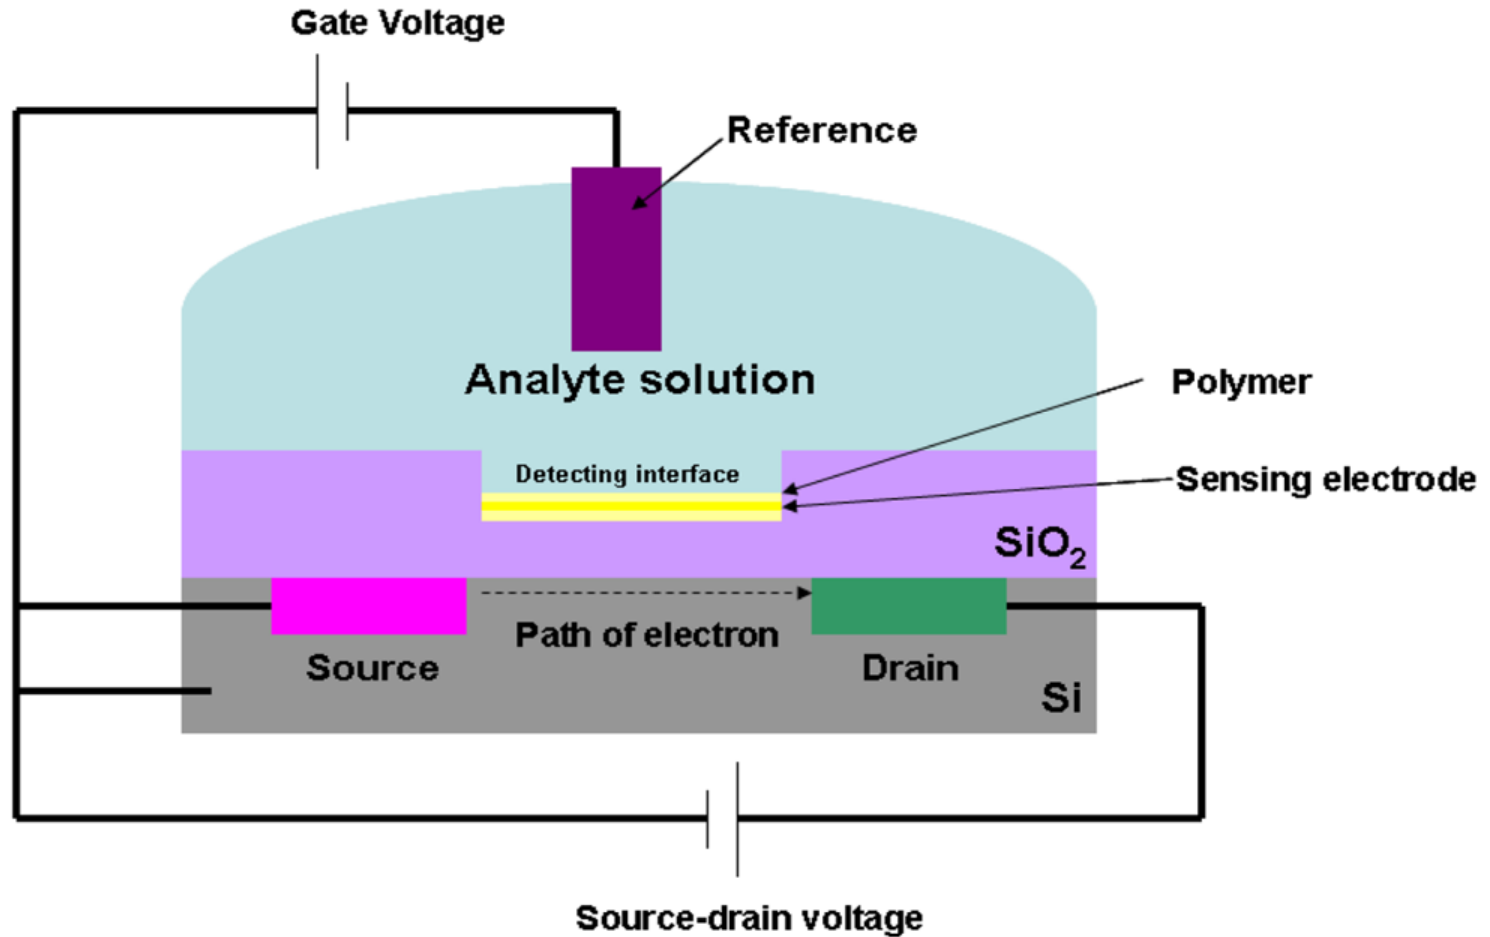 Gate Voltage
Reference
Analyte solution
Polymer
Detecting interface
Sensing electrode
SiO₂
Path of electron
Source
Drain
Si
Source-drain voltage